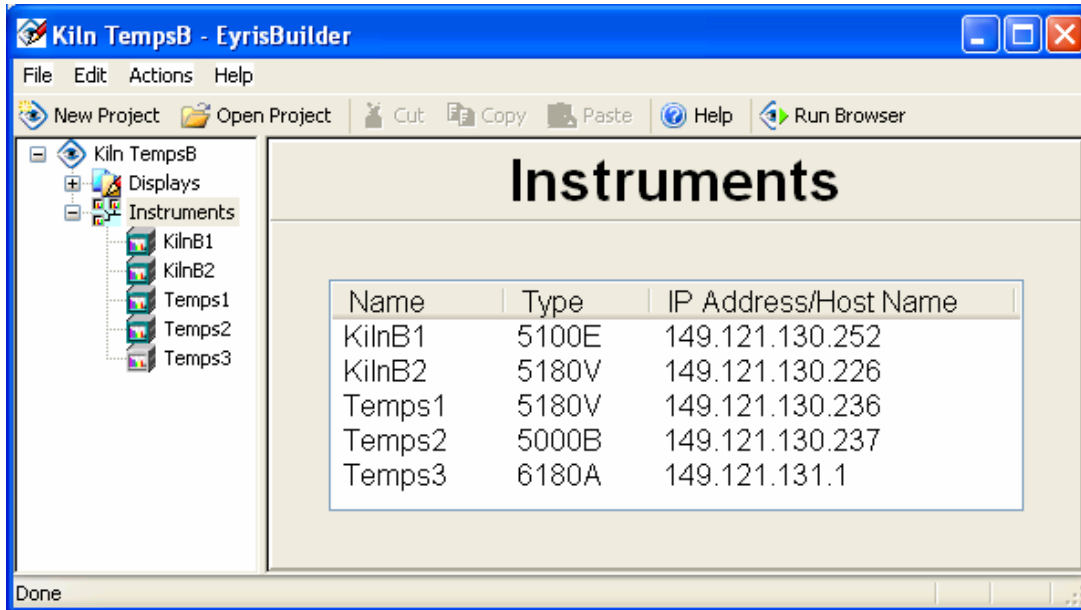 Kiln TempsB - EyrisBuilder
File Edit Actions Help
New Project Open Project Cut Copy Paste Help Run Browser
Kiln TempsB
Displays
Instruments
KilnB1
KilnB2
Temps1
Temps2
Temps3
Instruments
Name Type IP Address/Host Name
KilnB1 5100E 149.121.130.252
KilnB2 5180V 149.121.130.226
Temps1 5180V 149.121.130.236
Temps2 5000B 149.121.130.237
Temps3 6180A 149.121.131.1
Done